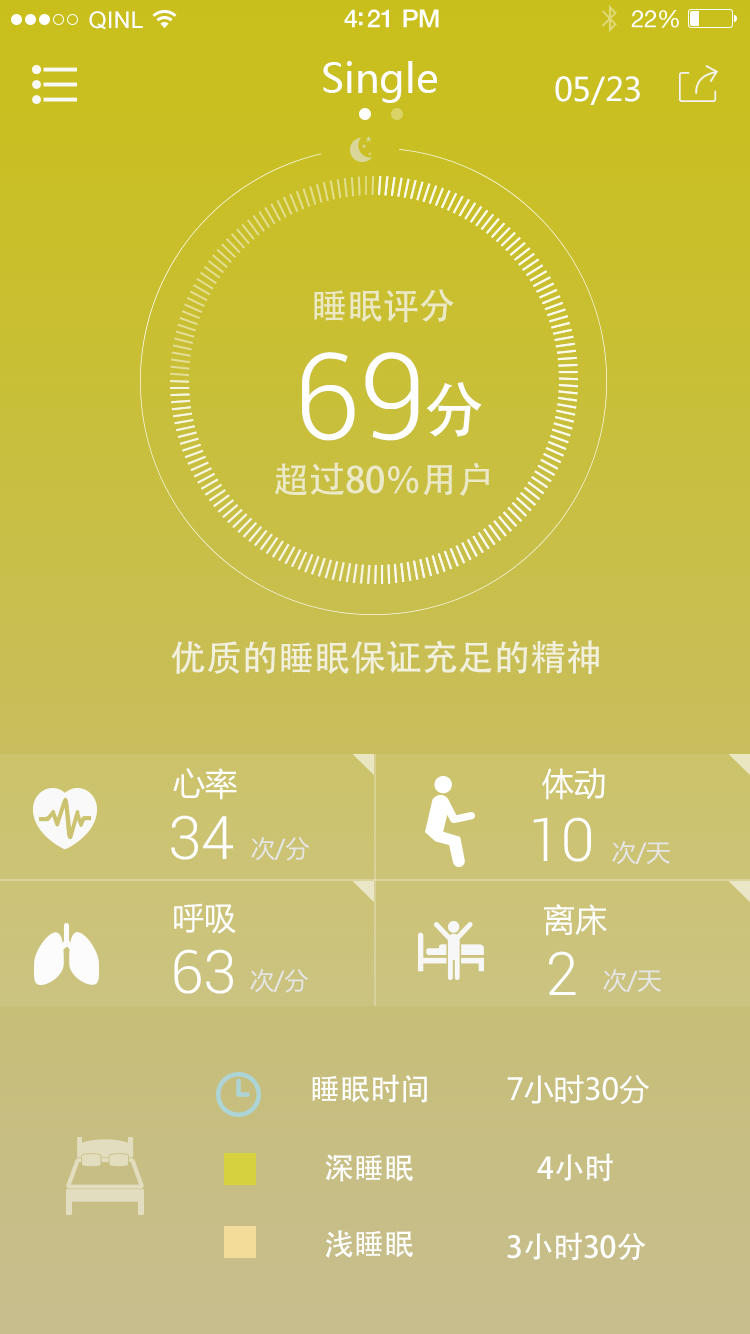 QINL 4:21 PM 22%
Single
05/23
睡眠评分
69分
超过80%用户
优质的睡眠保证充足的精神
心率
34 次/分
体动
10 次/天
呼吸
63 次/分
离床
2 次/天
睡眠时间 7小时30分
深睡眠 4小时
浅睡眠 3小时30分